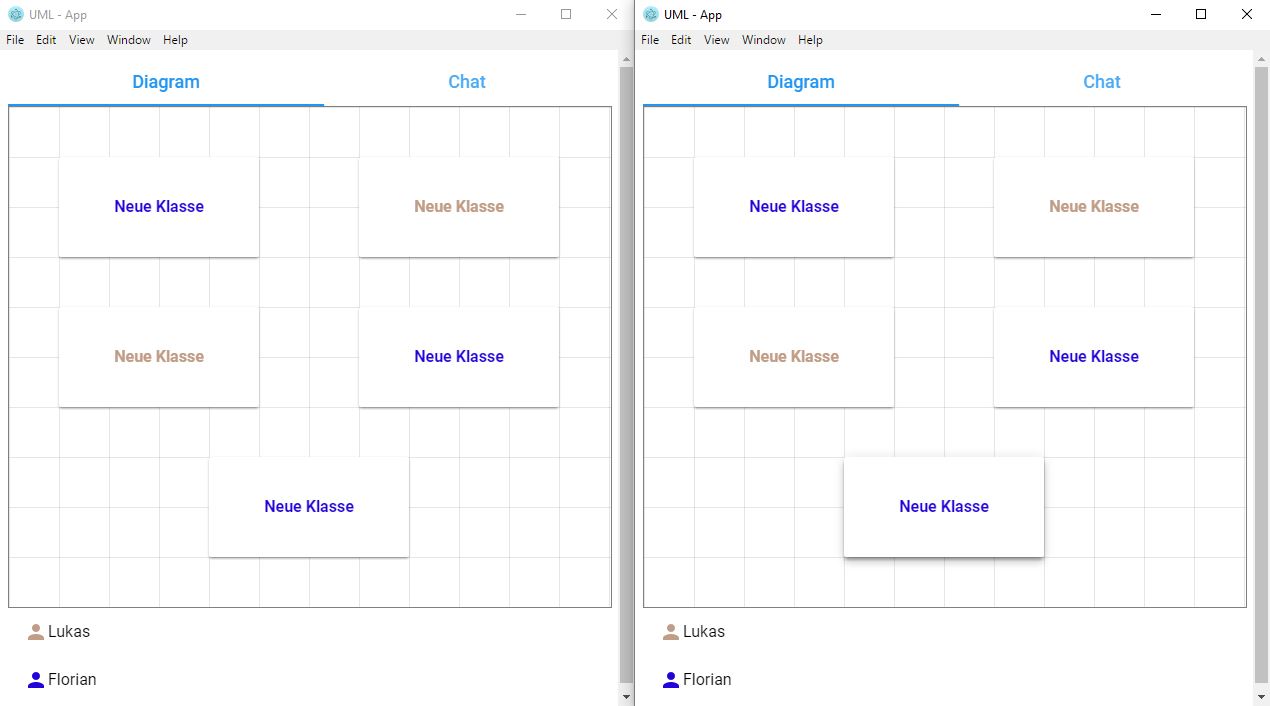 UML - App
File Edit View Window Help
Diagram Chat
Neue Klasse Neue Klasse
Neue Klasse Neue Klasse
Neue Klasse
Lukas
Florian
UML - App
File Edit View Window Help
Diagram Chat
Neue Klasse Neue Klasse
Neue Klasse Neue Klasse
Neue Klasse
Lukas
Florian